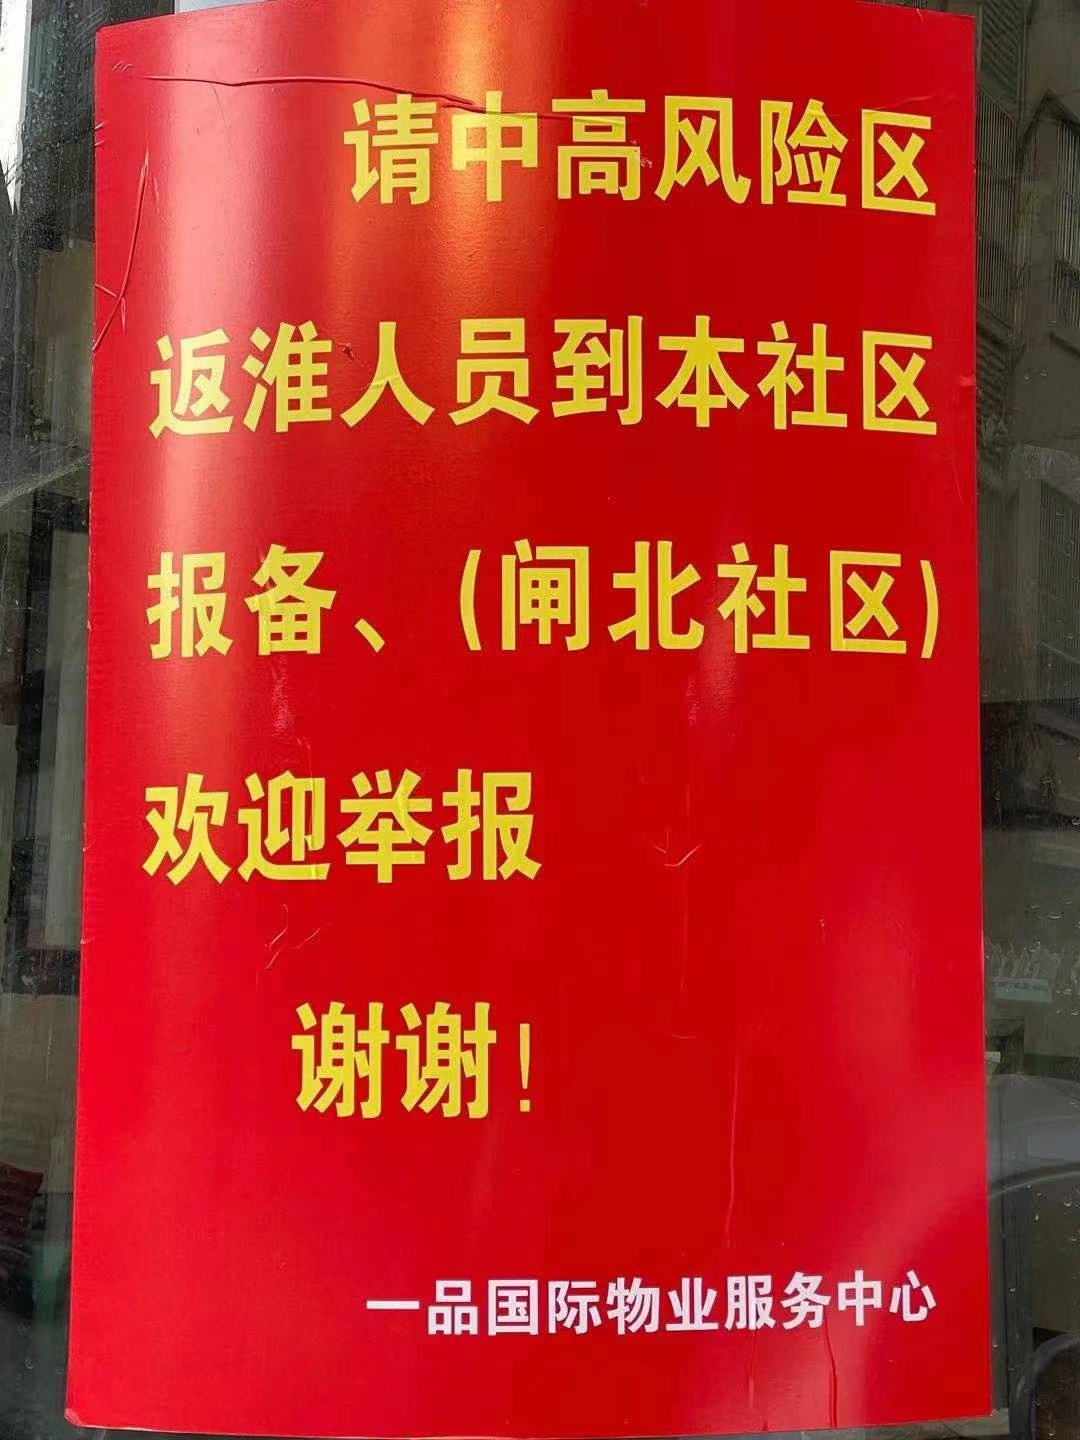 请中高风险区
返淮人员到本社区
报备、(闸北社区)
欢迎举报
谢谢!
一品国际物业服务中心